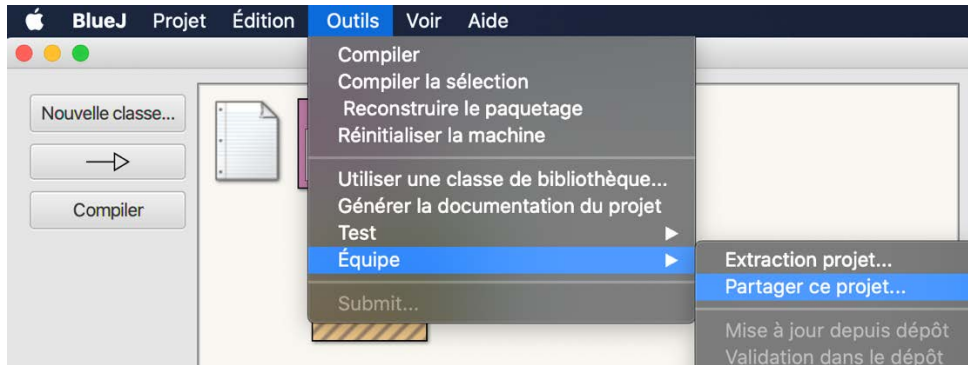 BlueJ Projet Édition Outils Voir Aide
Nouvelle classe...
Compiler
Compiler
Compiler la sélection
Reconstruire le paquetage
Réinitialiser la machine
Utiliser une classe de bibliothèque...
Générer la documentation du projet
Test
Équipe
Submit...
Extraction projet...
Partager ce projet...
Mise à jour depuis dépôt
Validation dans le dépôt